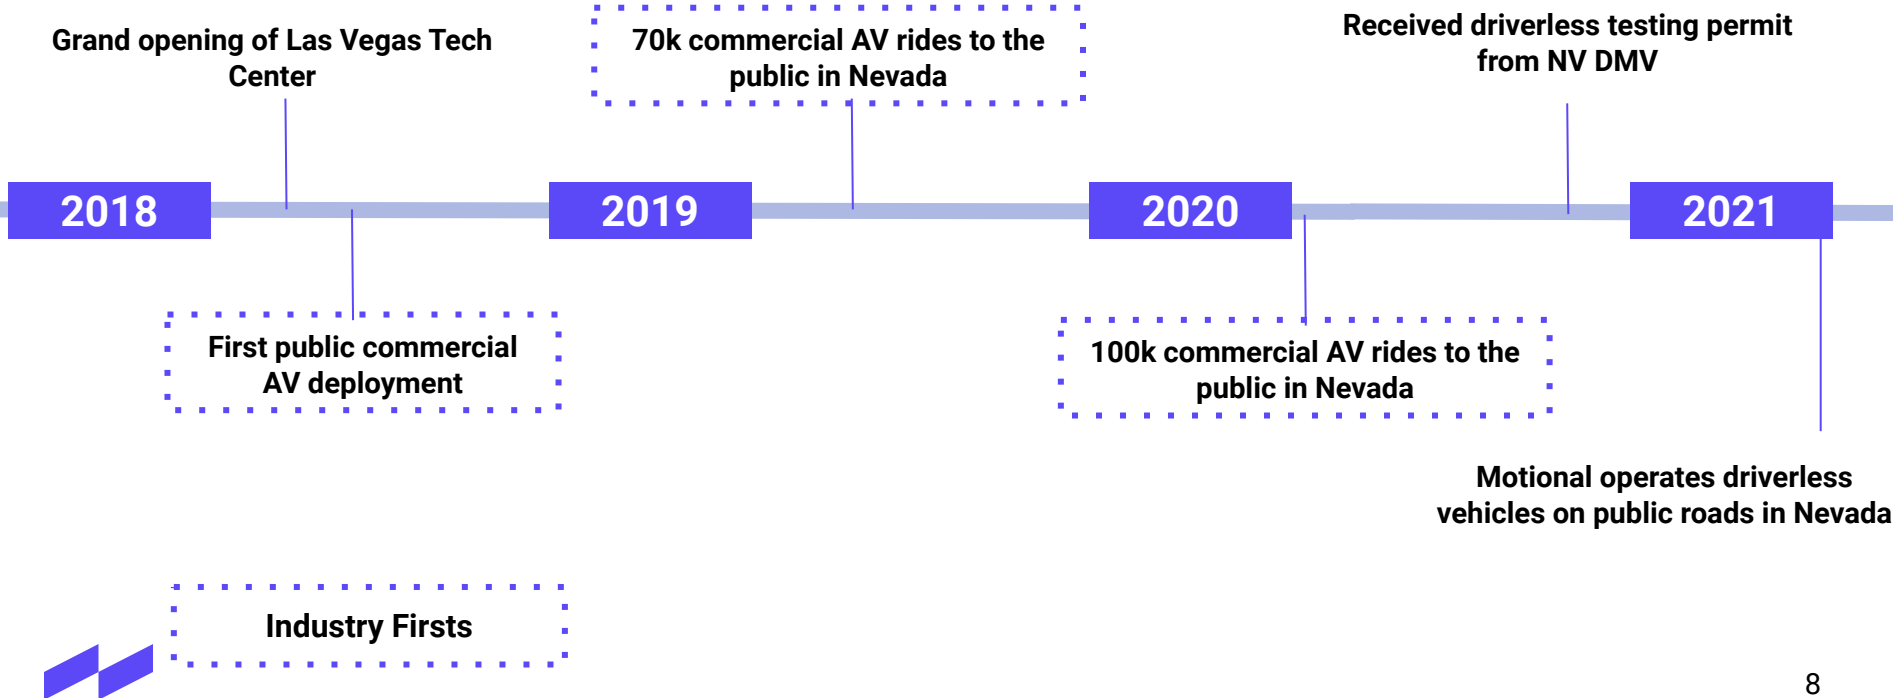 Grand opening of Las Vegas Tech
Center
70k commercial AV rides to the
public in Nevada
Received driverless testing permit
from NV DMV
2018
2019
2020
2021
First public commercial
AV deployment
100k commercial AV rides to the
public in Nevada
Motional operates driverless
vehicles on public roads in Nevada
Industry Firsts
8